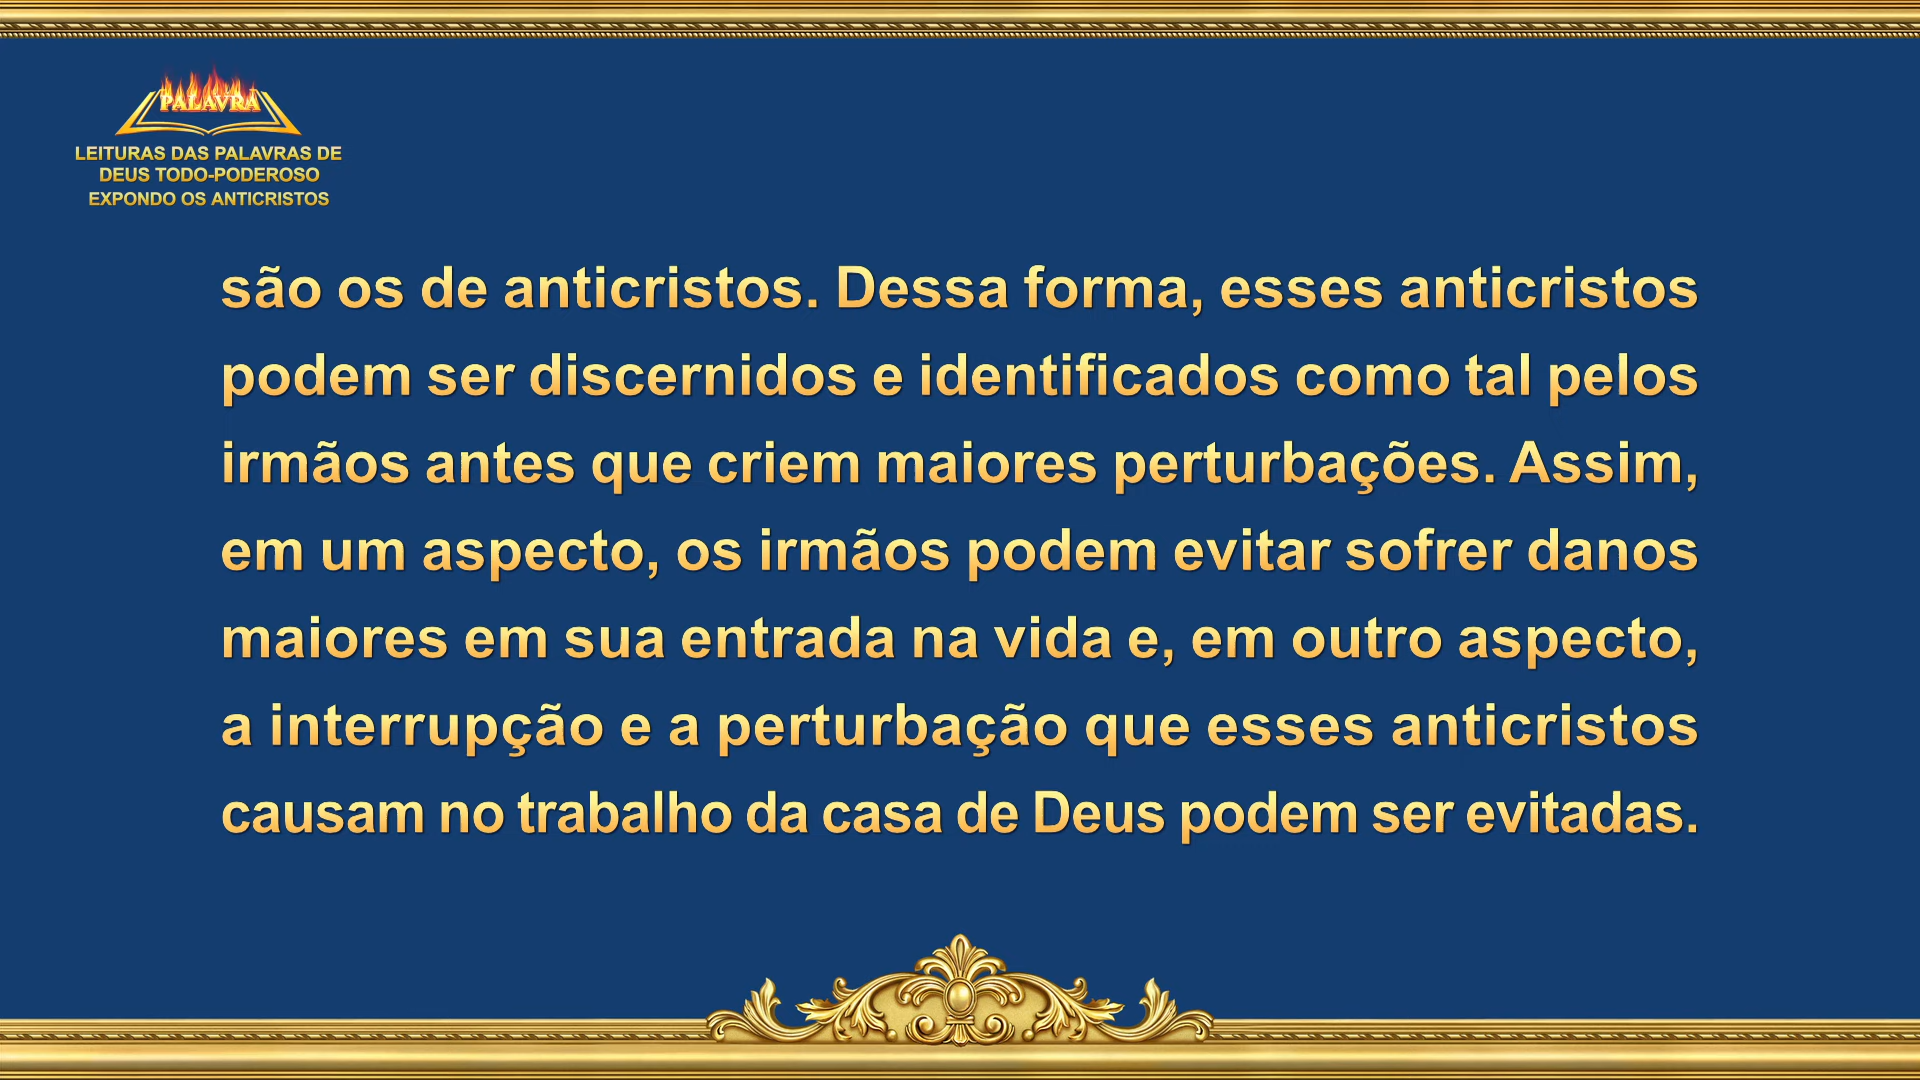 PALAVRA
LEITURAS DAS PALAVRAS DE
DEUS TODO-PODEROSO
EXPONDO OS ANTICRISTOS
são os de anticristos. Dessa forma, esses anticristos
podem ser discernidos e identificados como tal pelos
irmãos antes que criem maiores perturbações. Assim,
em um aspecto, os irmãos podem evitar sofrer danos
maiores em sua entrada na vida e, em outro aspecto,
a interrupção e a perturbação que esses anticristos
causam no trabalho da casa de Deus podem ser evitadas.